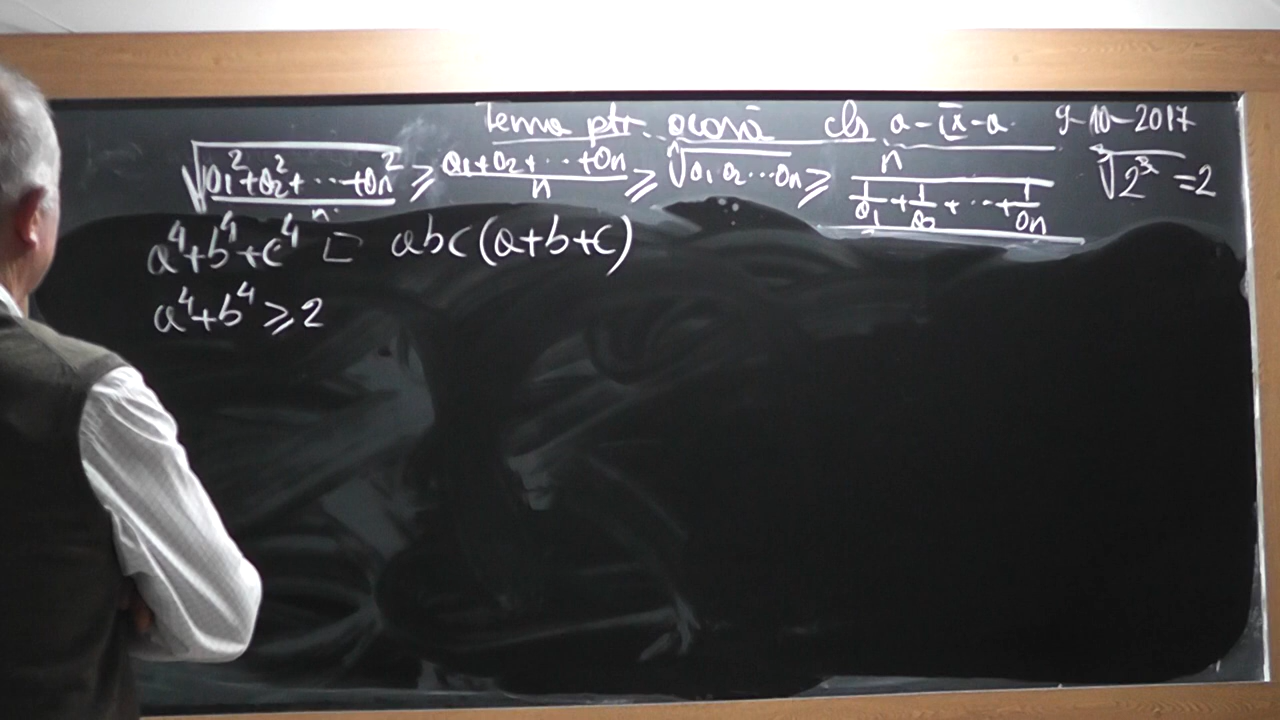 Tema ptr. acasă cls a-IX-a 9-10-2017
√((a₁²+a₂²+···+an²)/n) ≥ (a₁+a₂+···+an)/n ≥ ⁿ√(a₁a₂···an) ≥ n/(1/a₁+1/a₂+···+1/an) ³√(2³)=2
a⁴+b⁴+c⁴ abc(a+b+c)
a⁴+b⁴≥2